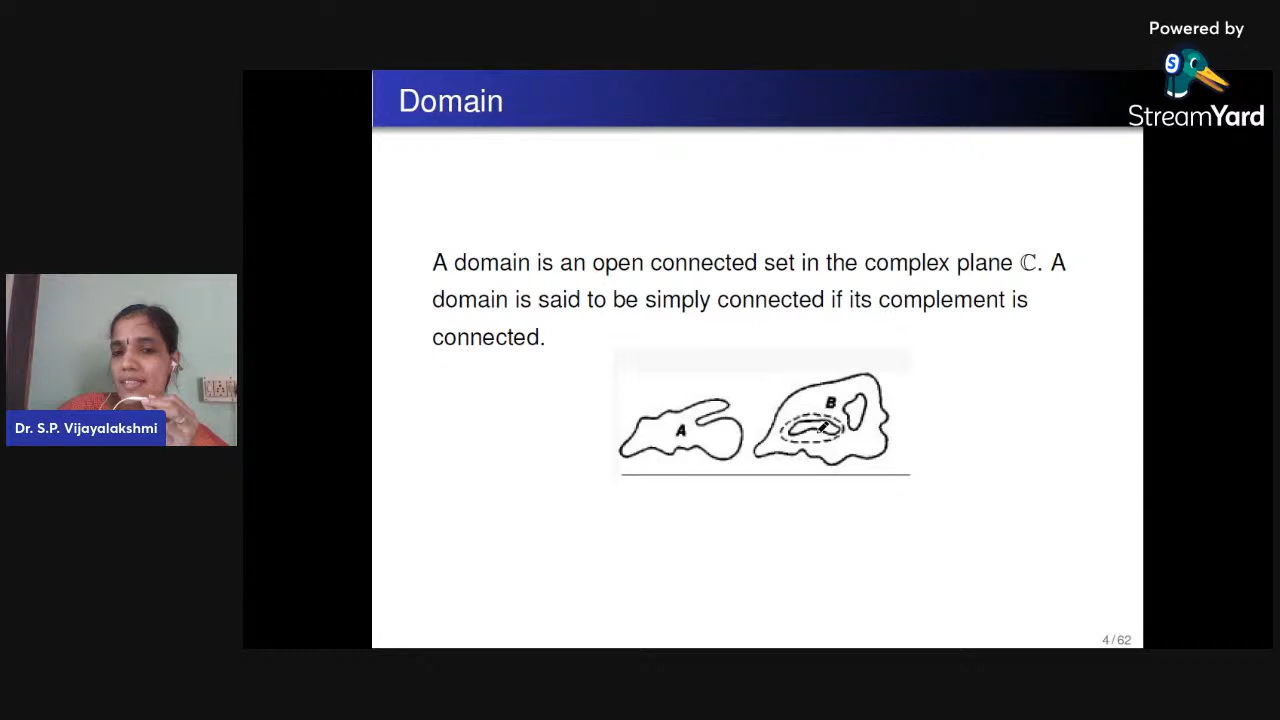 Powered by
StreamYard
Domain
A domain is an open connected set in the complex plane ℂ. A
domain is said to be simply connected if its complement is
connected.
A
B
Dr. S.P. Vijayalakshmi
4/62